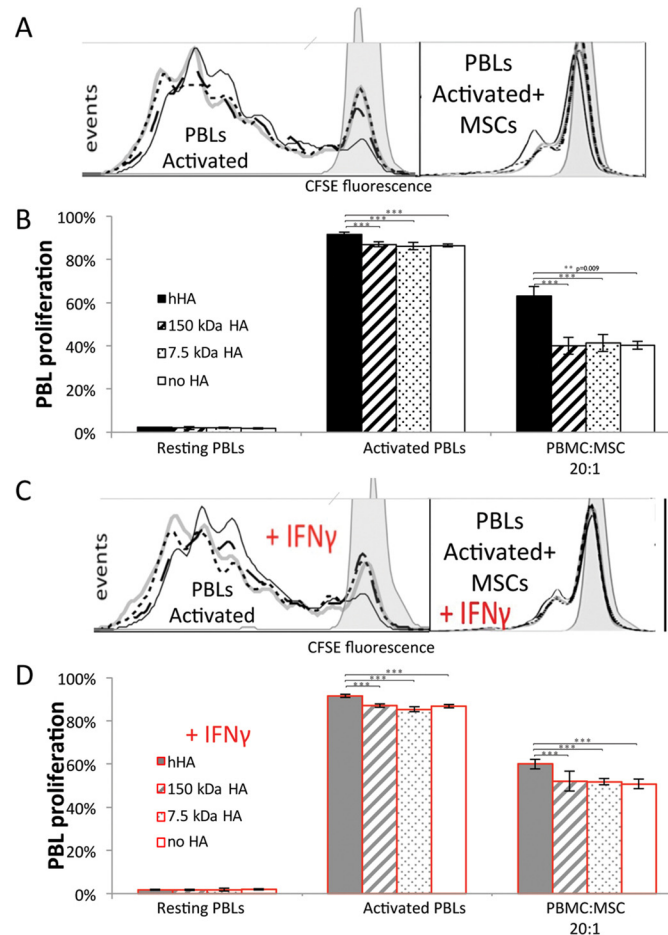 A
events
PBLs
Activated
PBLs
Activated+
MSCs
CFSE fluorescence
B
PBL proliferation
100%
80%
60%
40%
20%
0%
hHA
150 kDa HA
7.5 kDa HA
no HA
***
***
***
** p=0.009
***
***
Resting PBLs
Activated PBLs
PBMC:MSC
20:1
C
events
+ IFNγ
PBLs
Activated
PBLs
Activated+
MSCs
+ IFNγ
CFSE fluorescence
D
PBL proliferation
100%
80%
60%
40%
20%
0%
+ IFNγ
hHA
150 kDa HA
7.5 kDa HA
no HA
***
***
***
***
***
***
Resting PBLs
Activated PBLs
PBMC:MSC
20:1